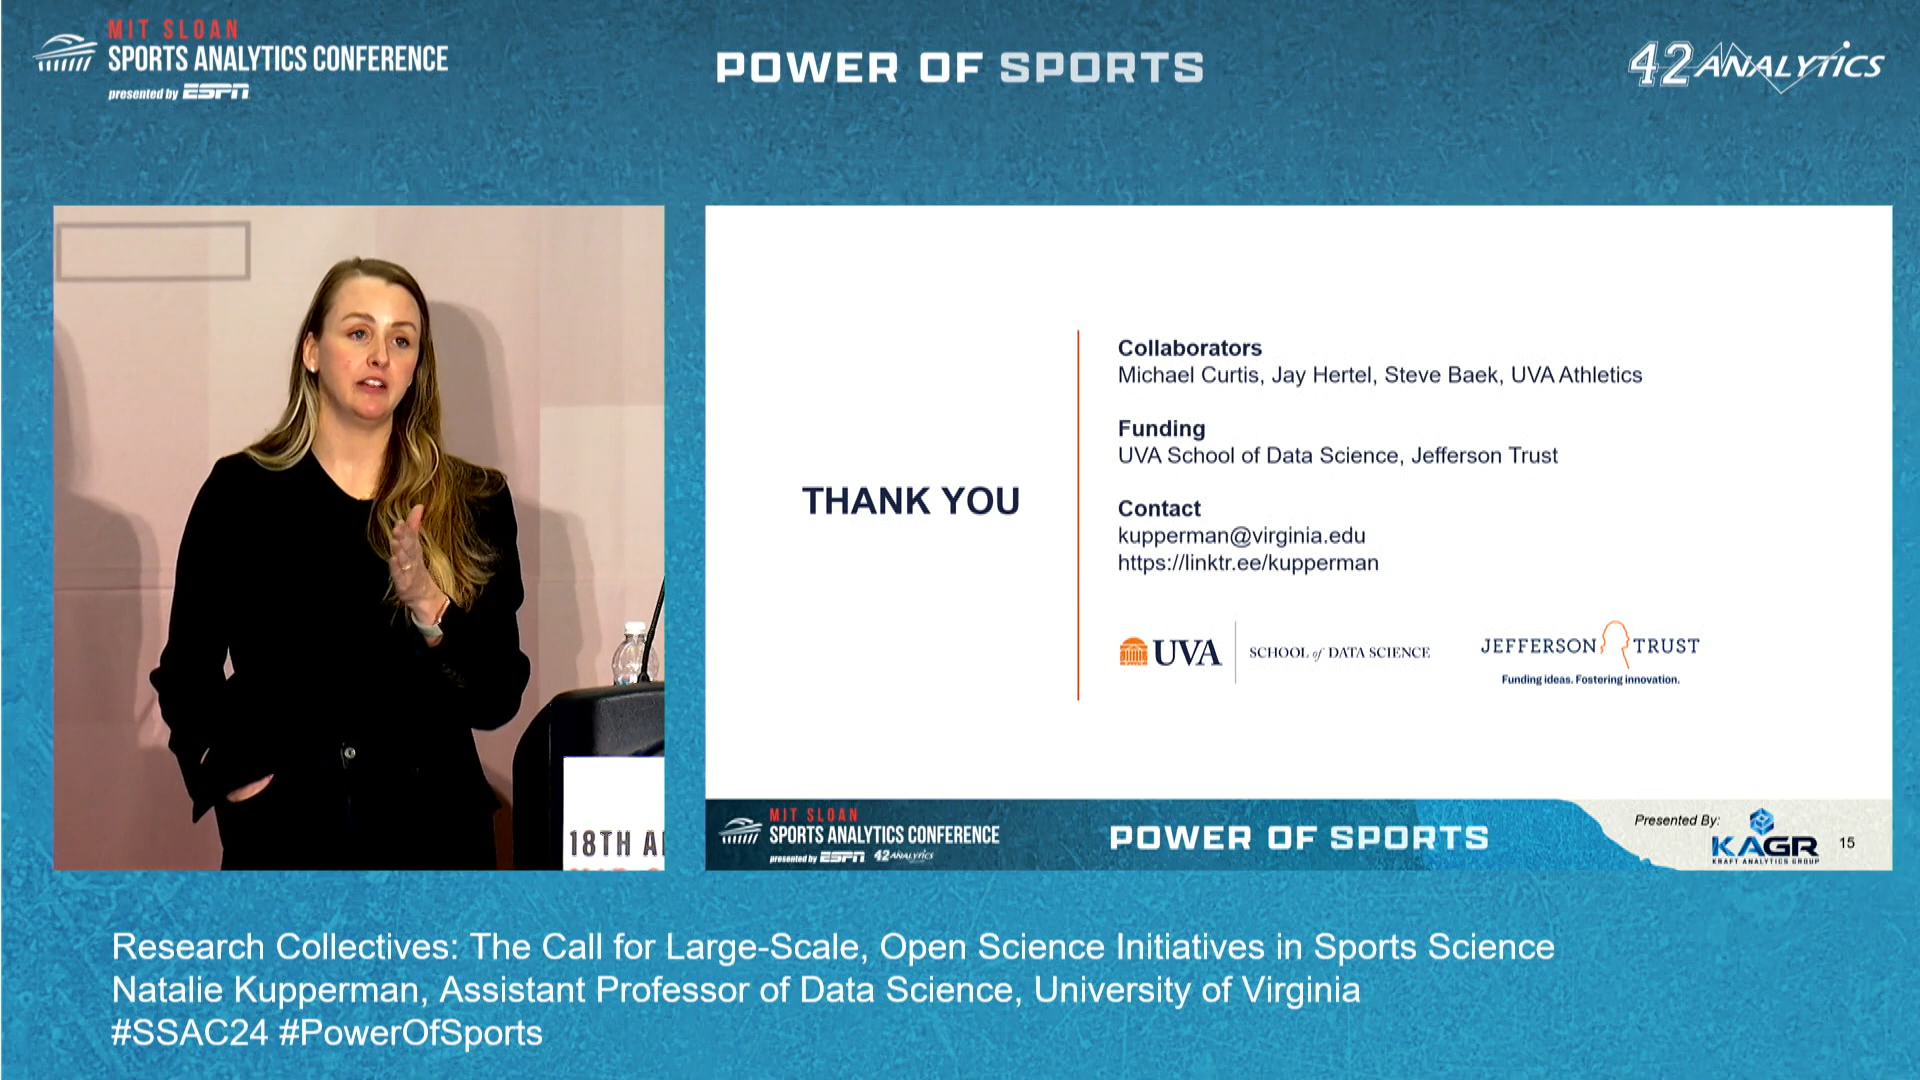 MIT SLOAN
SPORTS ANALYTICS CONFERENCE
presented by ESPN
POWER OF SPORTS
42 ANALYTICS
THANK YOU
Collaborators
Michael Curtis, Jay Hertel, Steve Baek, UVA Athletics
Funding
UVA School of Data Science, Jefferson Trust
Contact
kupperman@virginia.edu
https://linktr.ee/kupperman
UVA SCHOOL of DATA SCIENCE
JEFFERSON TRUST
Funding ideas. Fostering innovation.
18TH A
MIT SLOAN
SPORTS ANALYTICS CONFERENCE
presented by ESPN 42 ANALYTICS
POWER OF SPORTS
Presented By:
KAGR
KRAFT ANALYTICS GROUP
15
Research Collectives: The Call for Large-Scale, Open Science Initiatives in Sports Science
Natalie Kupperman, Assistant Professor of Data Science, University of Virginia
#SSAC24 #PowerOfSports